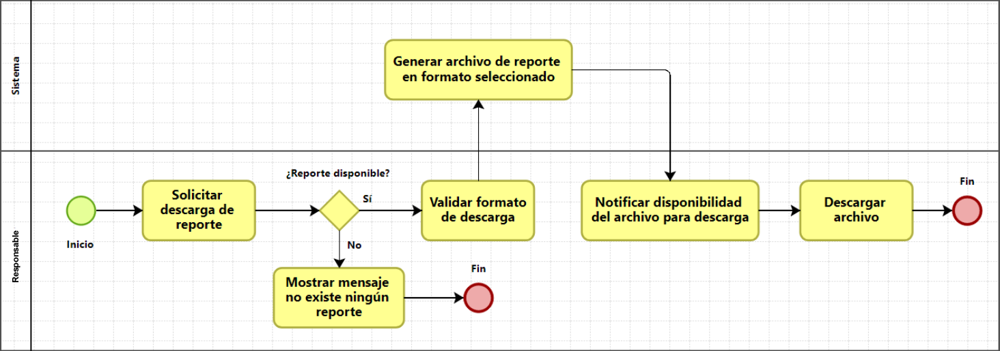 Sistema
Generar archivo de reporte
en formato seleccionado
Responsable
Inicio
Solicitar
descarga de
reporte
¿Reporte disponible?
Sí
No
Validar formato
de descarga
Mostrar mensaje
no existe ningún
reporte
Fin
Notificar disponibilidad
del archivo para descarga
Descargar
archivo
Fin